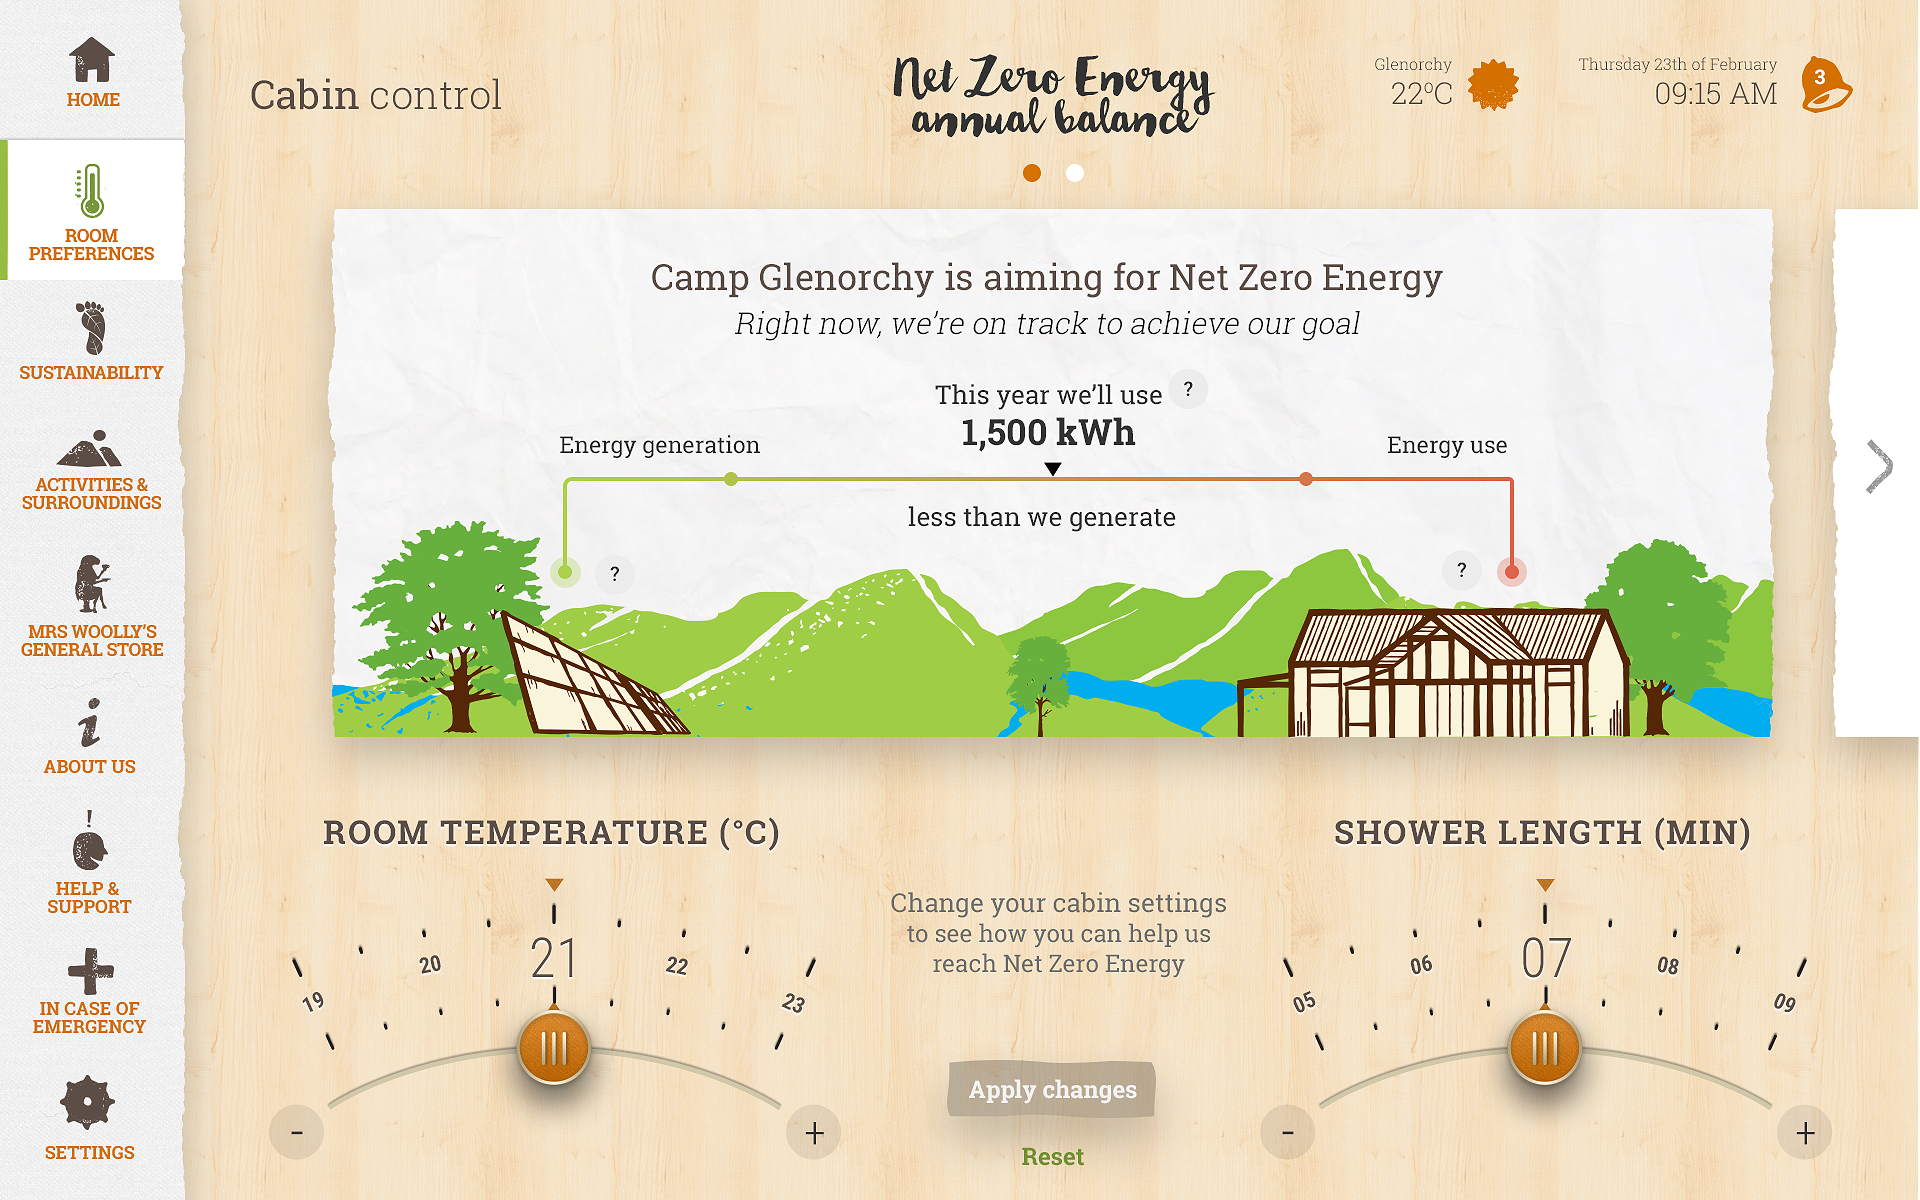 HOME
ROOM
PREFERENCES
SUSTAINABILITY
ACTIVITIES &
SURROUNDINGS
MRS WOOLLY'S
GENERAL STORE
ABOUT US
HELP &
SUPPORT
IN CASE OF
EMERGENCY
SETTINGS
Cabin control
Net Zero Energy
annual balance
Glenorchy
22°C
Thursday 23th of February
09:15 AM
3
Camp Glenorchy is aiming for Net Zero Energy
Right now, we're on track to achieve our goal
This year we'll use ?
1,500 kWh
Energy generation
Energy use
less than we generate
?
?
ROOM TEMPERATURE (°C)
19 20 21 22 23
- +
Change your cabin settings
to see how you can help us
reach Net Zero Energy
Apply changes
Reset
SHOWER LENGTH (MIN)
05 06 07 08 09
- +